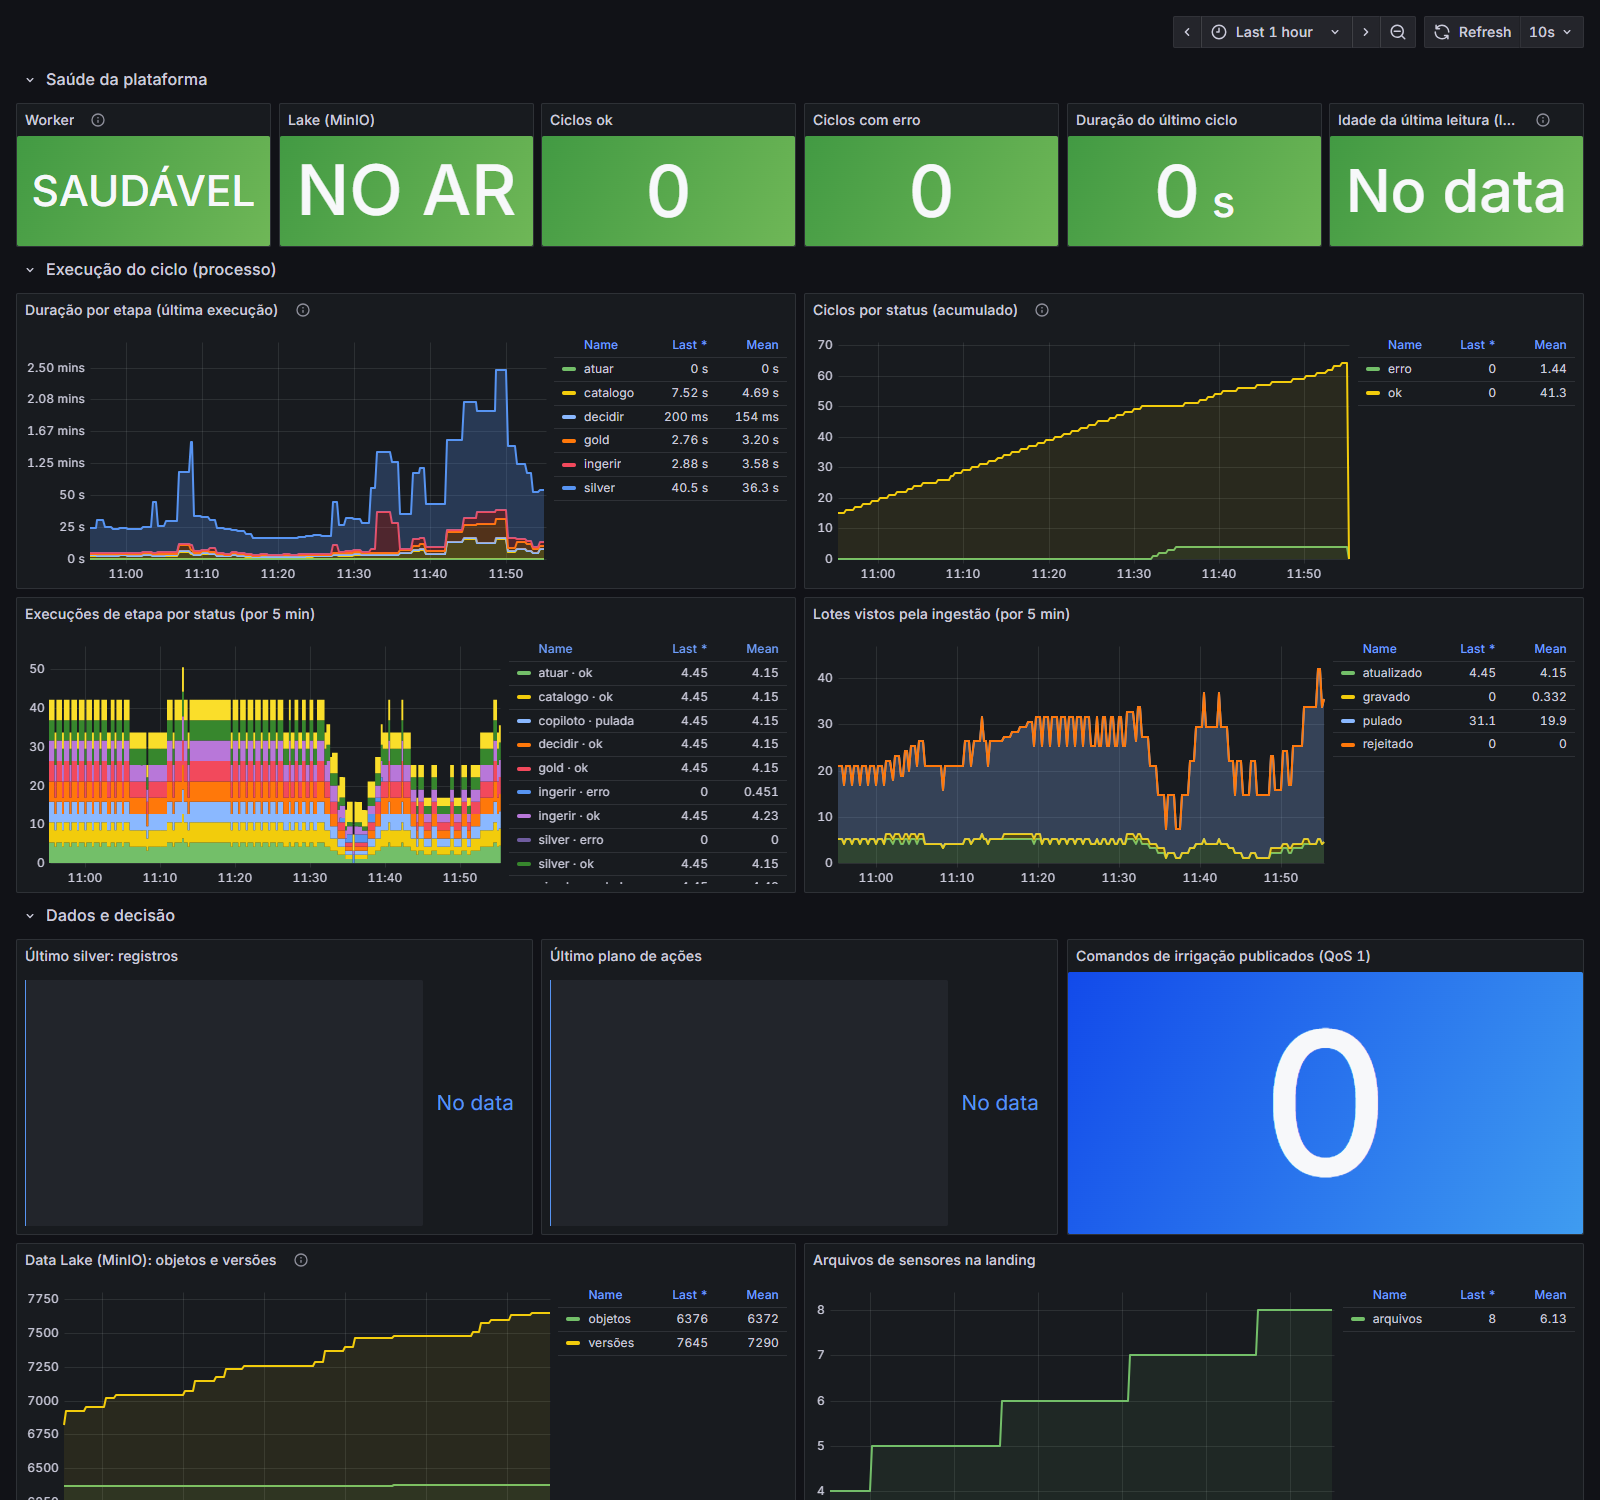 Last 1 hour
Refresh
10s
Saúde da plataforma
Worker
Lake (MinIO)
Ciclos ok
Ciclos com erro
Duração do último ciclo
Idade da última leitura (l...
SAUDÁVEL
NO AR
0
0
0 s
No data
Execução do ciclo (processo)
Duração por etapa (última execução)
2.50 mins
2.08 mins
1.67 mins
1.25 mins
50 s
25 s
0 s
11:00 11:10 11:20 11:30 11:40 11:50
Name Last * Mean
atuar 0 s 0 s
catalogo 7.52 s 4.69 s
decidir 200 ms 154 ms
gold 2.76 s 3.20 s
ingerir 2.88 s 3.58 s
silver 40.5 s 36.3 s
Ciclos por status (acumulado)
70
60
50
40
30
20
10
0
11:00 11:10 11:20 11:30 11:40 11:50
Name Last * Mean
erro 0 1.44
ok 0 41.3
Execuções de etapa por status (por 5 min)
50
40
30
20
10
0
11:00 11:10 11:20 11:30 11:40 11:50
Name Last * Mean
atuar · ok 4.45 4.15
catalogo · ok 4.45 4.15
copiloto · pulada 4.45 4.15
decidir · ok 4.45 4.15
gold · ok 4.45 4.15
ingerir · erro 0 0.451
ingerir · ok 4.45 4.23
silver · erro 0 0
silver · ok 4.45 4.15
Lotes vistos pela ingestão (por 5 min)
40
30
20
10
0
11:00 11:10 11:20 11:30 11:40 11:50
Name Last * Mean
atualizado 4.45 4.15
gravado 0 0.332
pulado 31.1 19.9
rejeitado 0 0
Dados e decisão
Último silver: registros
No data
Último plano de ações
No data
Comandos de irrigação publicados (QoS 1)
0
Data Lake (MinIO): objetos e versões
7750
7500
7250
7000
6750
6500
Name Last * Mean
objetos 6376 6372
versões 7645 7290
Arquivos de sensores na landing
8
7
6
5
4
Name Last * Mean
arquivos 8 6.13